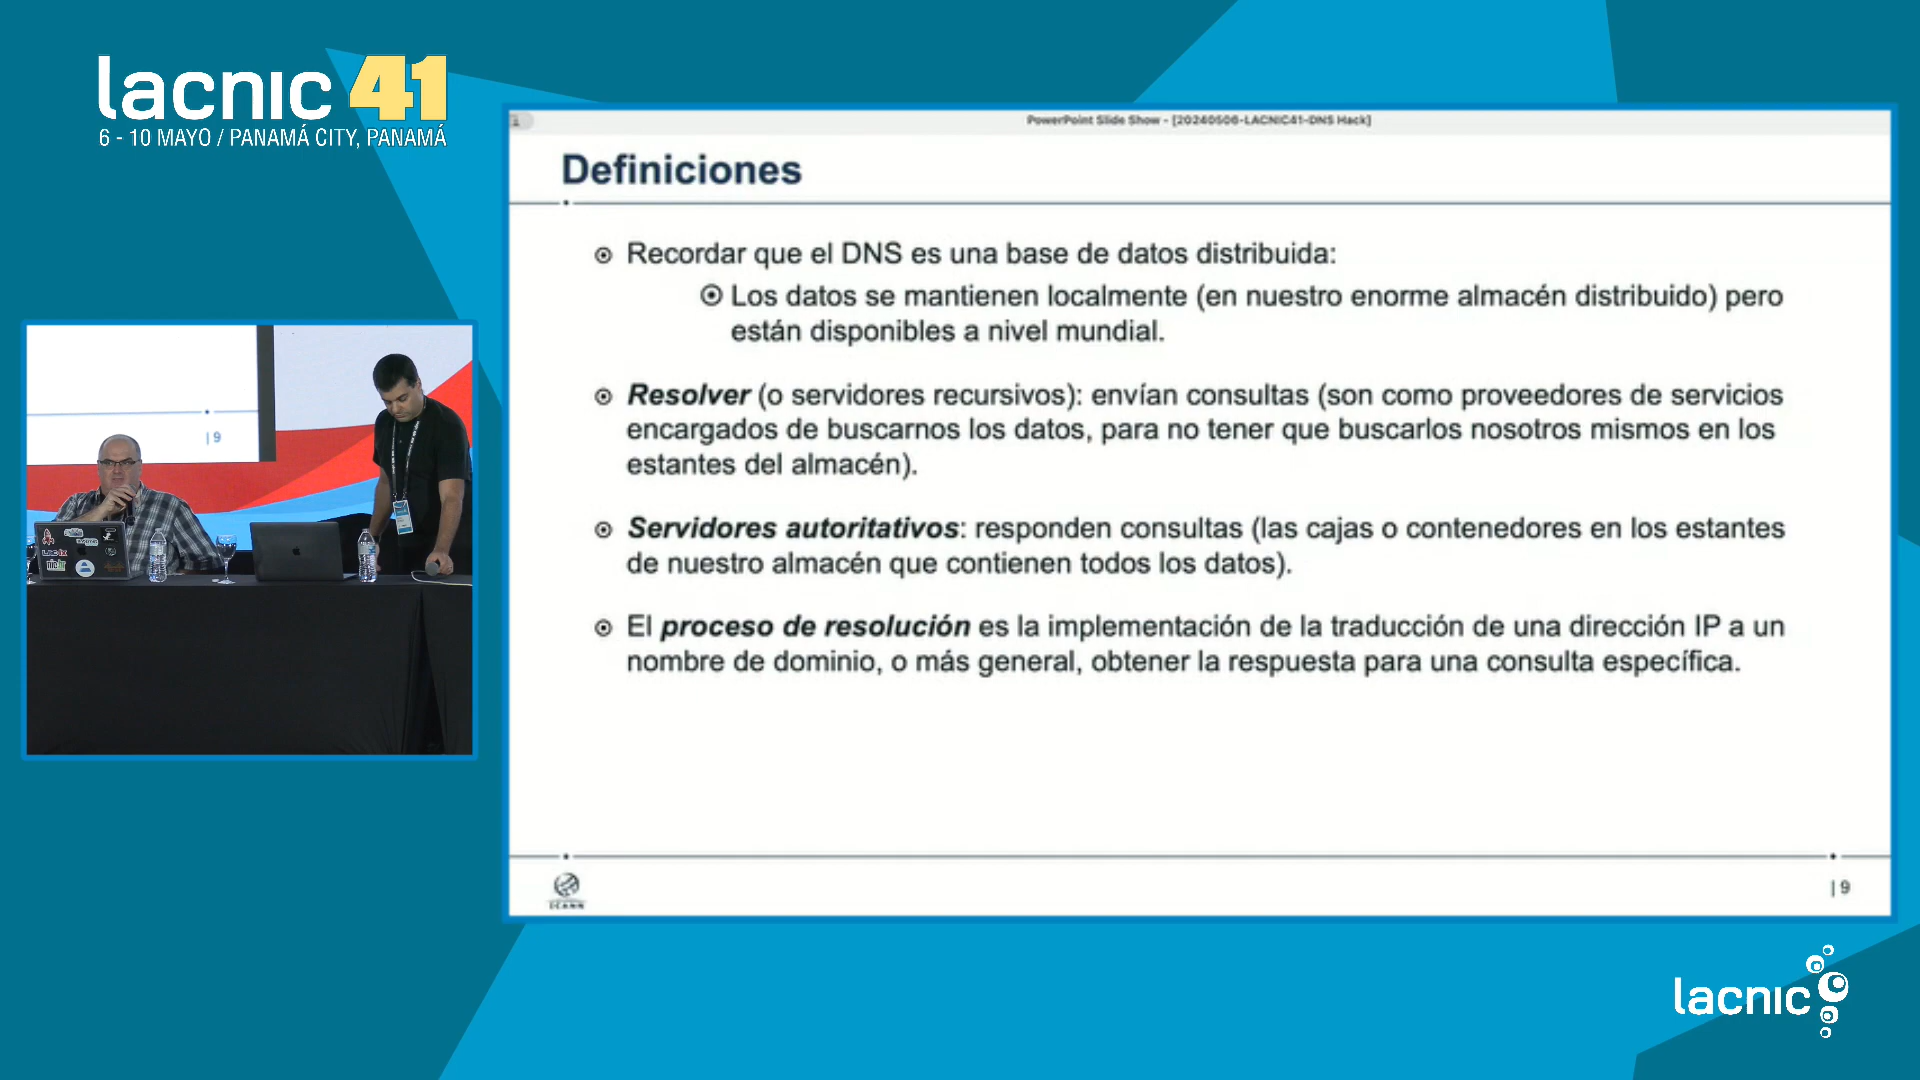 lacnic 41
6 - 10 MAYO / PANAMÁ CITY, PANAMÁ
PowerPoint Slide Show - [20240506-LACNIC41-DNS Hack]
Definiciones
Recordar que el DNS es una base de datos distribuida:
Los datos se mantienen localmente (en nuestro enorme almacén distribuido) pero
están disponibles a nivel mundial.
Resolver (o servidores recursivos): envían consultas (son como proveedores de servicios
encargados de buscarnos los datos, para no tener que buscarlos nosotros mismos en los
estantes del almacén).
Servidores autoritativos: responden consultas (las cajas o contenedores en los estantes
de nuestro almacén que contienen todos los datos).
El proceso de resolución es la implementación de la traducción de una dirección IP a un
nombre de dominio, o más general, obtener la respuesta para una consulta específica.
ICANN
| 9
| 9
lacnic